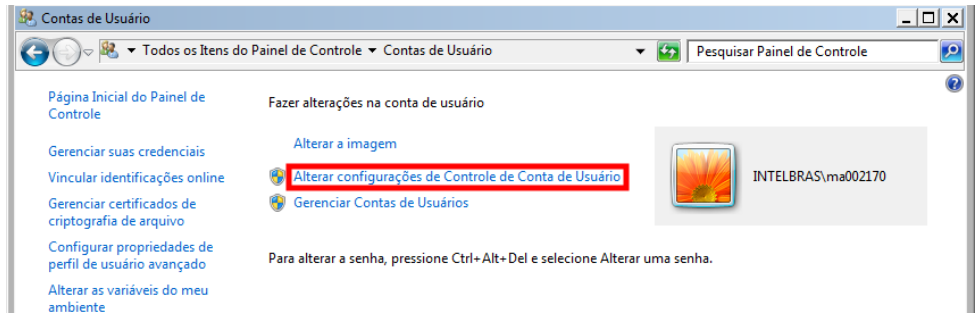 Contas de Usuário
Todos os Itens do Painel de Controle Contas de Usuário
Pesquisar Painel de Controle
Página Inicial do Painel de
Controle
Gerenciar suas credenciais
Vincular identificações online
Gerenciar certificados de
criptografia de arquivo
Configurar propriedades de
perfil de usuário avançado
Alterar as variáveis do meu
ambiente
Fazer alterações na conta de usuário
Alterar a imagem
Alterar configurações de Controle de Conta de Usuário
Gerenciar Contas de Usuários
INTELBRAS\ma002170
Para alterar a senha, pressione Ctrl+Alt+Del e selecione Alterar uma senha.